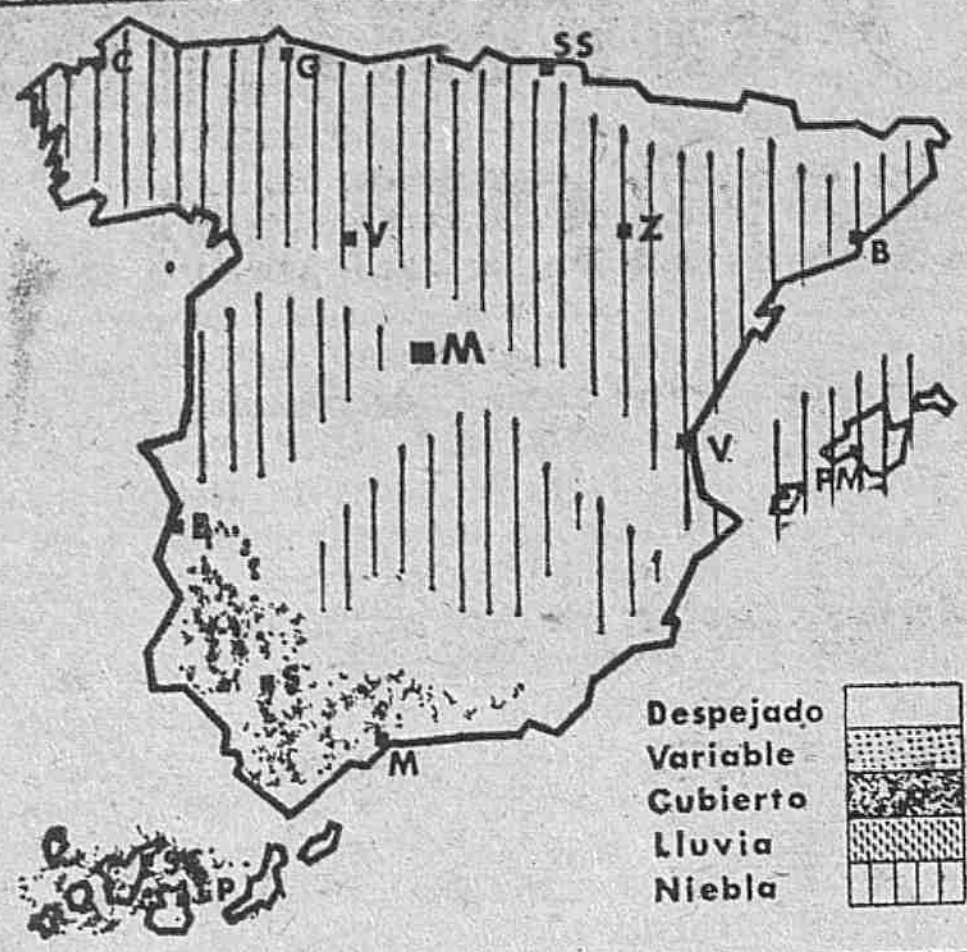 C
G
SS
V
Z
B
M
V.
PM
B
S
M
P
Despejado
Variable
Cubierto
Lluvia
Niebla